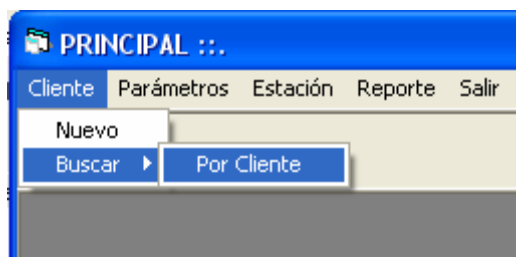 PRINCIPAL ::.
Cliente Parámetros Estación Reporte Salir
Nuevo
Buscar Por Cliente